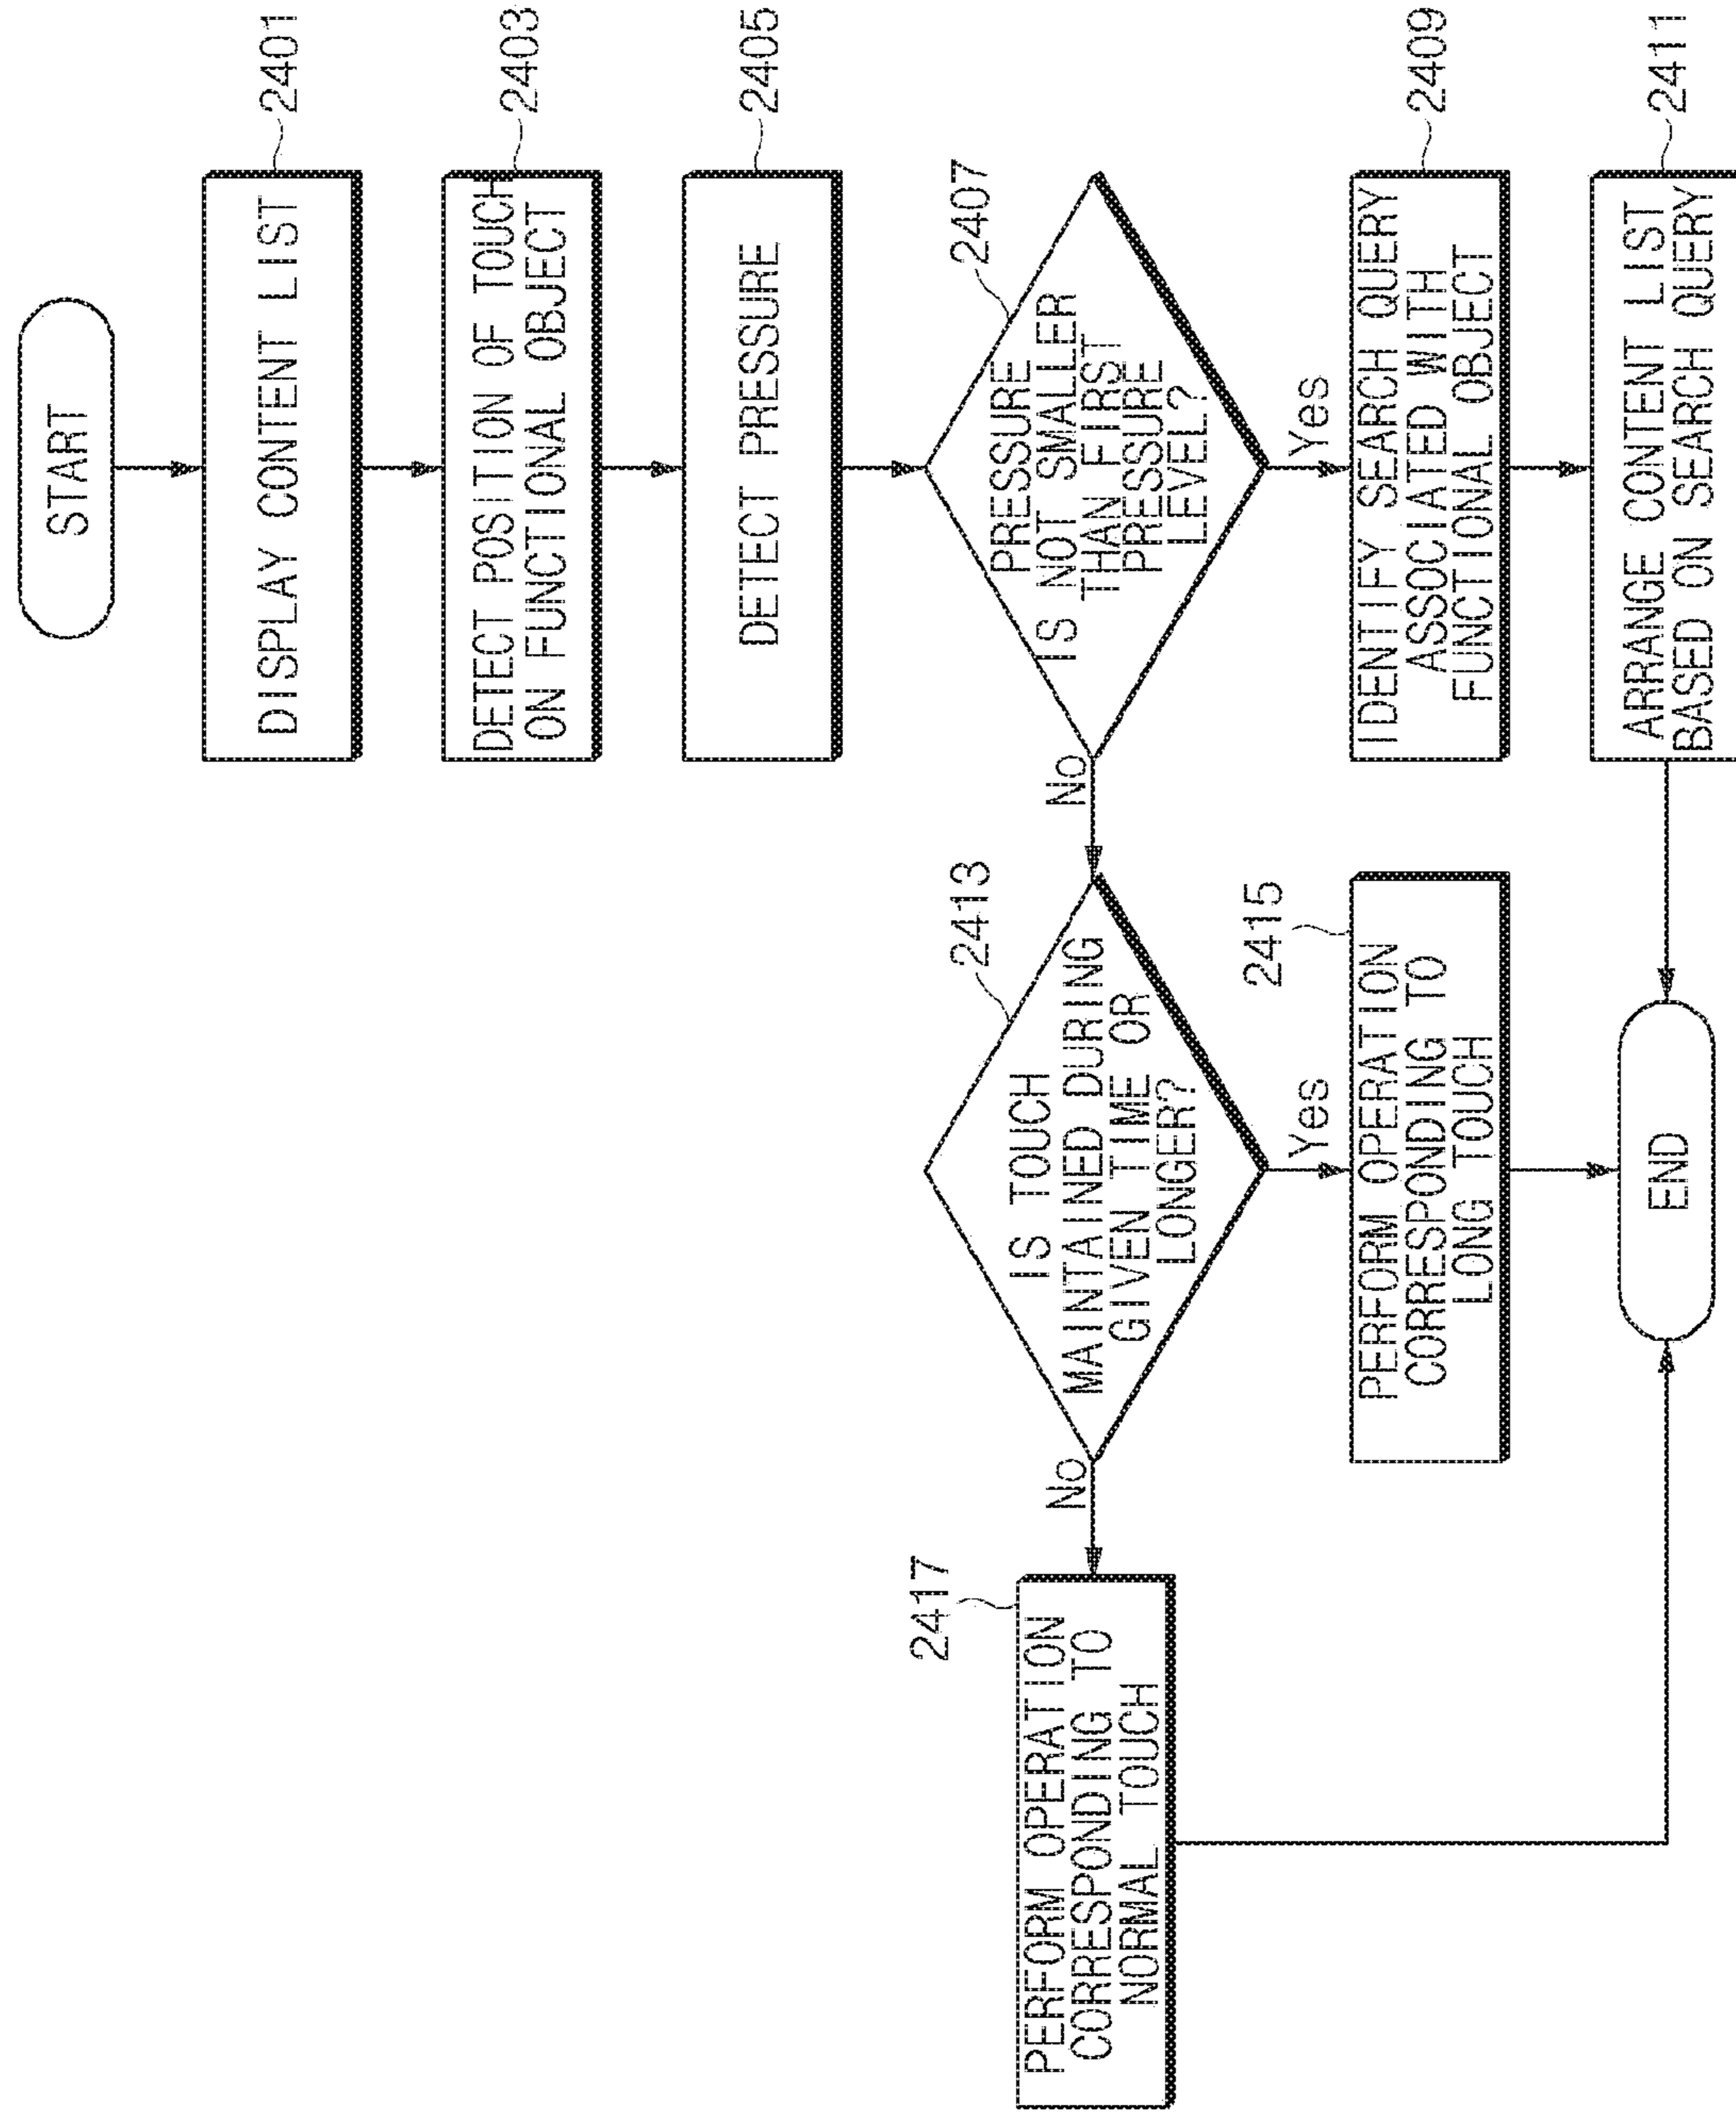 START
DISPLAY CONTENT LIST
2401
DETECT POSITION OF TOUCH
ON FUNCTIONAL OBJECT
2403
DETECT PRESSURE
2405
PRESSURE
IS NOT SMALLER
THAN FIRST
PRESSURE
LEVEL?
2407
Yes
No
IDENTIFY SEARCH QUERY
ASSOCIATED WITH
FUNCTIONAL OBJECT
2409
ARRANGE CONTENT LIST
BASED ON SEARCH QUERY
2411
IS TOUCH
MAINTAINED DURING
GIVEN TIME OR
LONGER?
2413
Yes
No
PERFORM OPERATION
CORRESPONDING TO
LONG TOUCH
2415
PERFORM OPERATION
CORRESPONDING TO
NORMAL TOUCH
2417
END